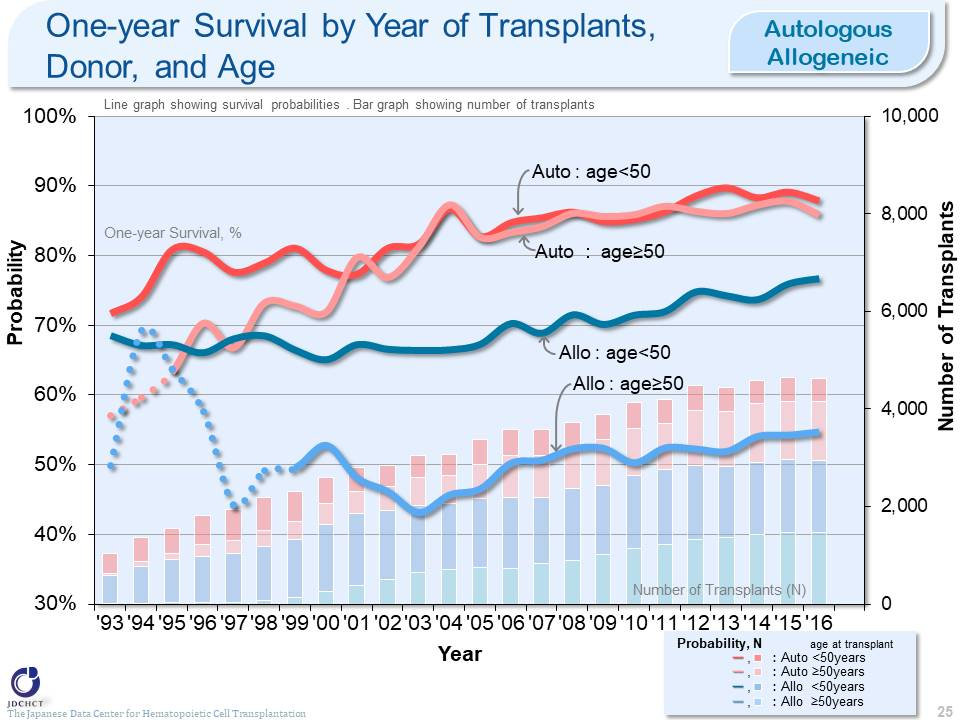 One-year Survival by Year of Transplants,
Donor, and Age
Autologous
Allogeneic
Line graph showing survival probabilities . Bar graph showing number of transplants
100%
90%
80%
70%
60%
50%
40%
30%
Probability
One-year Survival, %
Auto : age<50
Auto : age≥50
Allo : age<50
Allo : age≥50
Number of Transplants (N)
10,000
8,000
6,000
4,000
2,000
0
Number of Transplants
'93 '94 '95 '96 '97 '98 '99 '00 '01 '02 '03 '04 '05 '06 '07 '08 '09 '10 '11 '12 '13 '14 '15 '16
Year
Probability, N age at transplant
, : Auto <50years
, : Auto ≥50years
, : Allo <50years
, : Allo ≥50years
JDCHCT
The Japanese Data Center for Hematopoietic Cell Transplantation
25